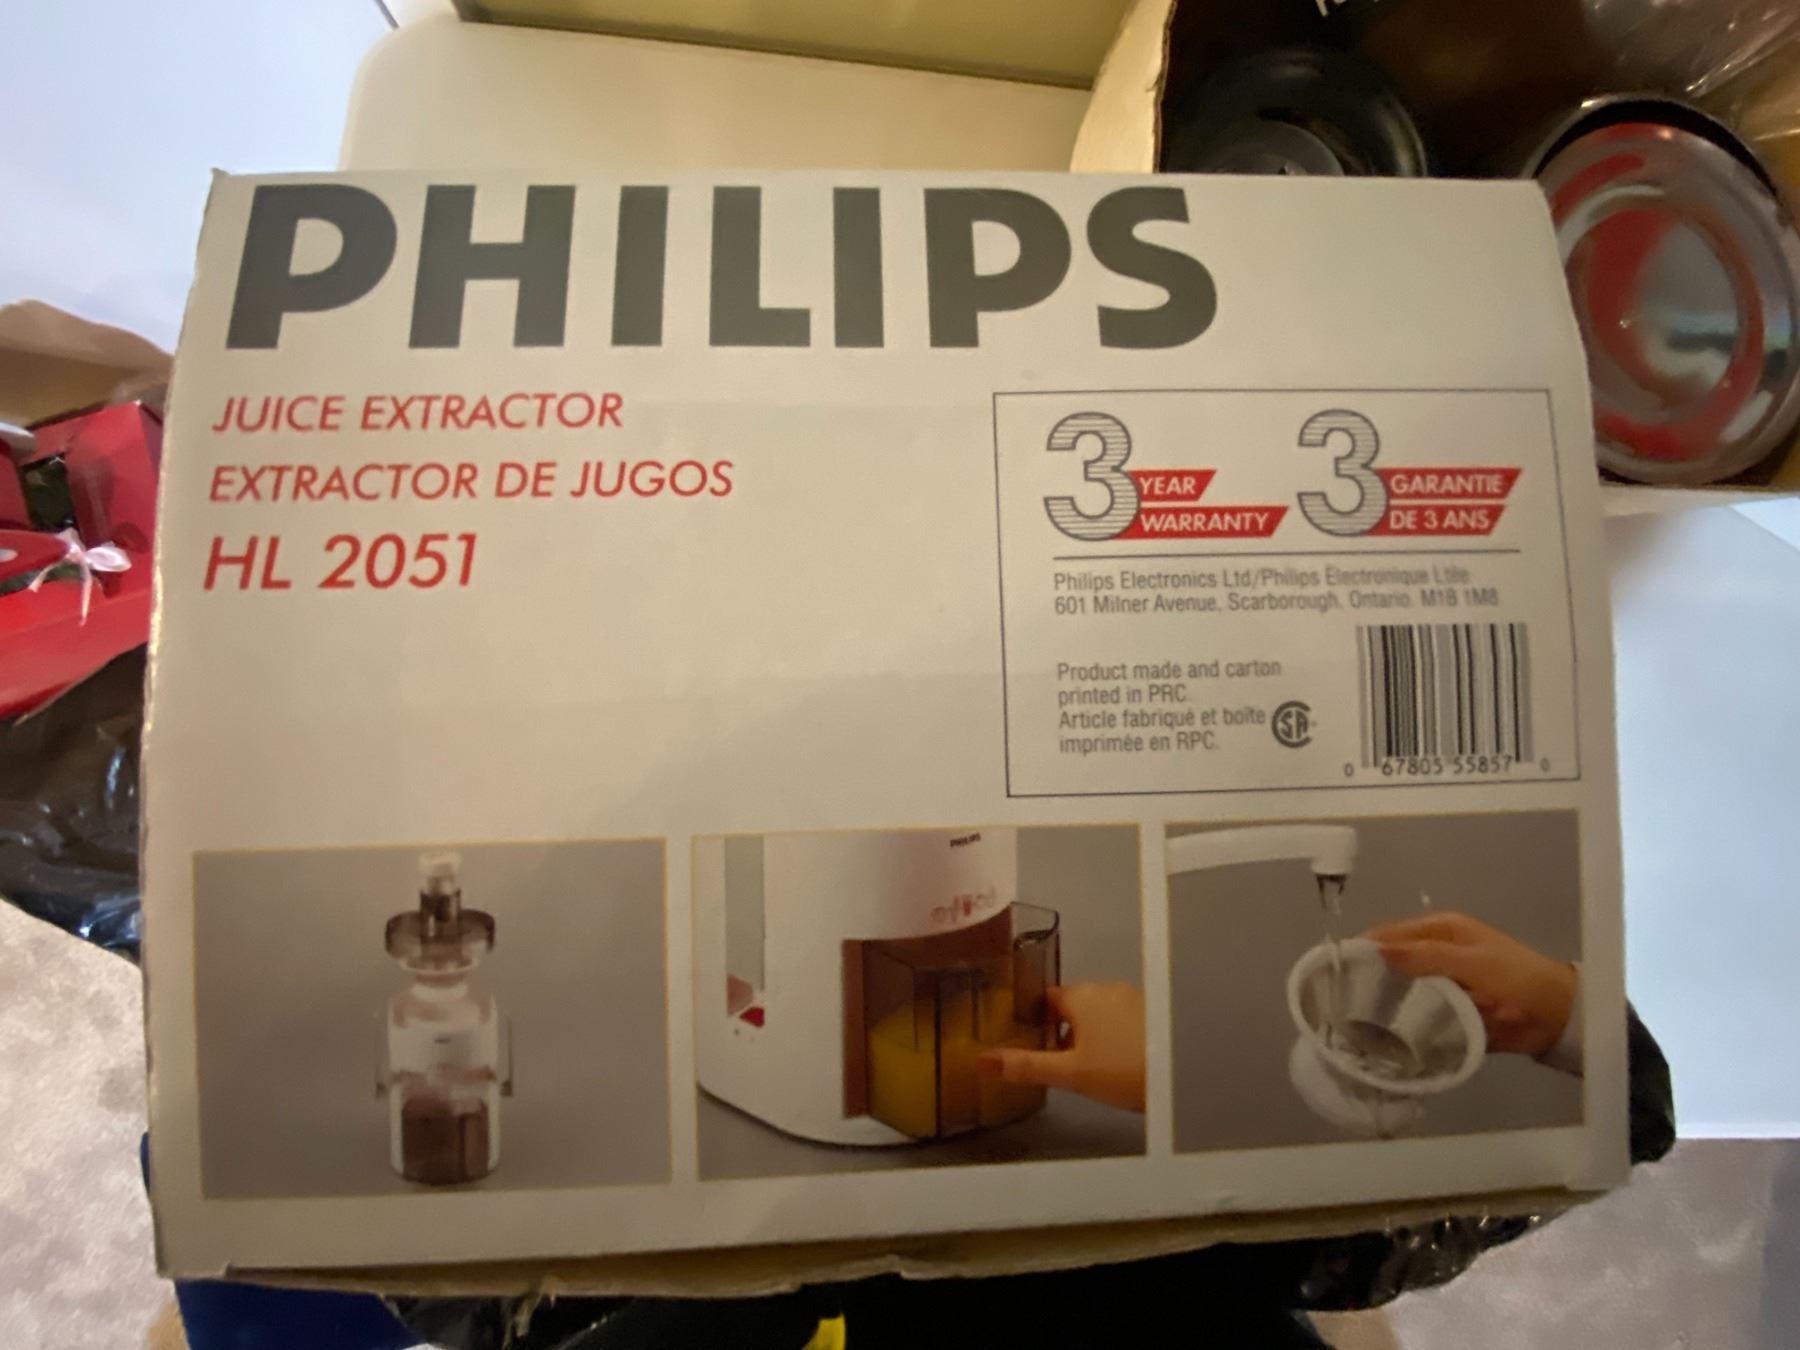 PHILIPS
JUICE EXTRACTOR
EXTRACTOR DE JUGOS
HL 2051
3 YEAR
WARRANTY
3 GARANTIE
DE 3 ANS
Philips Electronics Ltd/Philips Electronique Ltée
601 Milner Avenue, Scarborough, Ontario M1B 1M8
Product made and carton
printed in PRC.
Article fabriqué et boîte
imprimée en RPC.
SA
0 67805 55857 0
PHILIPS